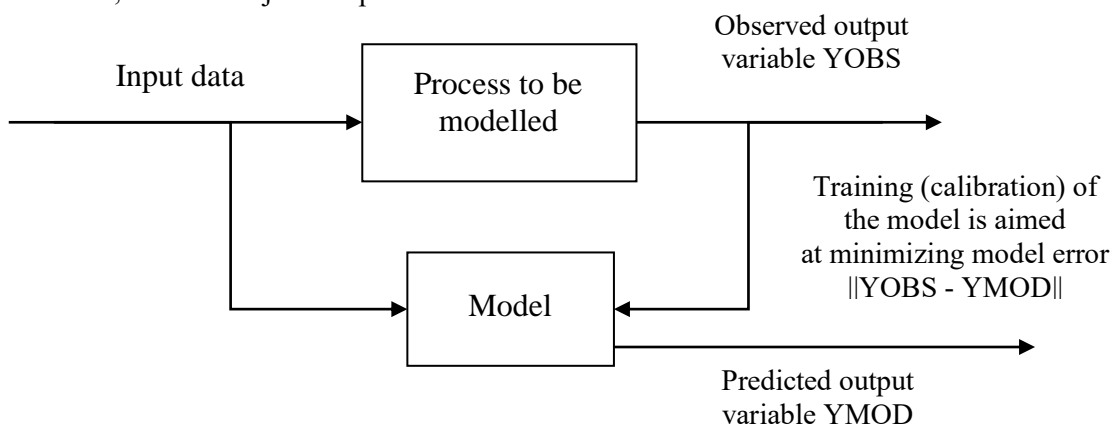 Observed output
variable YOBS
Input data
Process to be
modelled
Training (calibration) of
the model is aimed
at minimizing model error
||YOBS - YMOD||
Model
Predicted output
variable YMOD